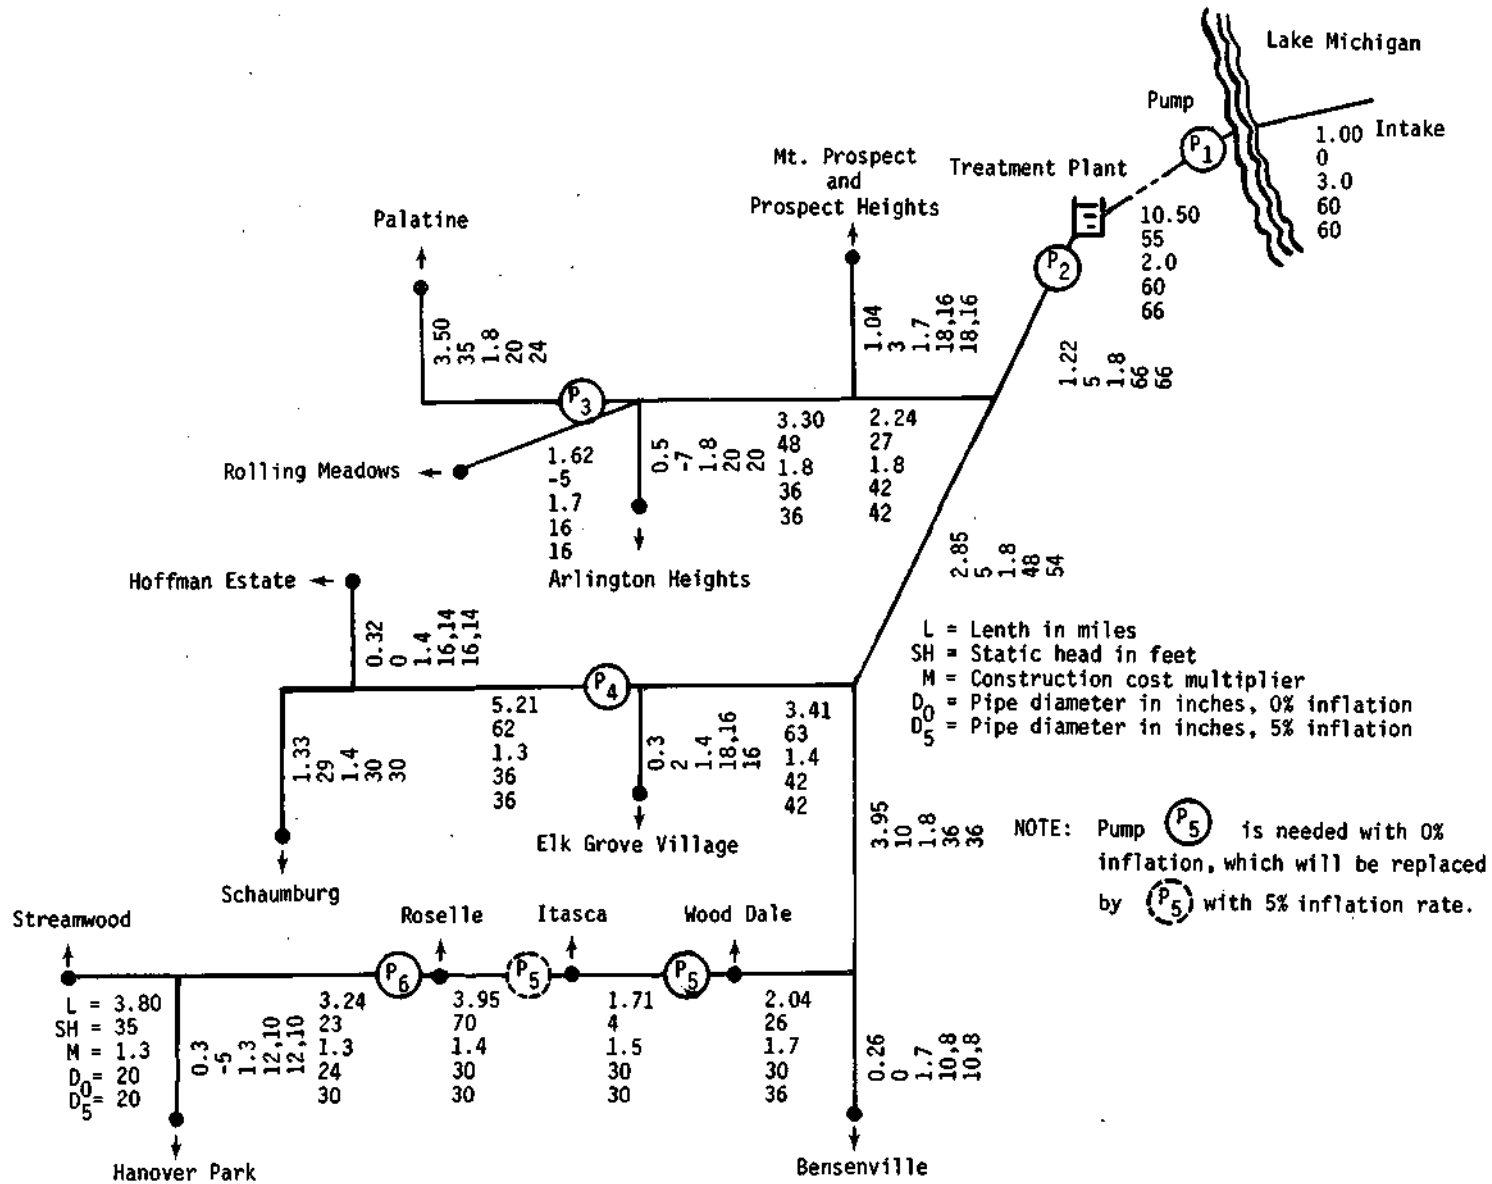 Lake Michigan
Pump
Intake
P1
1.00
0
3.0
60
60
Treatment Plant
10.50
55
2.0
60
66
P2
Mt. Prospect
and
Prospect Heights
Palatine
3.50
35
1.8
20
24
1.04
3
1.7
18,16
18,16
1.22
5
1.8
66
66
P3
3.30
48
1.8
36
36
2.24
27
1.8
42
42
Rolling Meadows
1.62
-5
1.7
16
16
0.5
-7
1.8
20
20
Arlington Heights
2.85
5
1.8
48
54
Hoffman Estate
0.32
0
1.4
16,14
16,14
L = Lenth in miles
SH = Static head in feet
M = Construction cost multiplier
D0 = Pipe diameter in inches, 0% inflation
D5 = Pipe diameter in inches, 5% inflation
P4
5.21
62
1.3
36
36
3.41
63
1.4
42
42
1.33
29
1.4
30
30
0.3
2
1.4
18,16
16
Elk Grove Village
3.95
10
1.8
36
36
NOTE: Pump P5 is needed with 0%
inflation, which will be replaced
by P5 with 5% inflation rate.
Schaumburg
Streamwood
Roselle
Itasca
Wood Dale
P6
P5
P5
L = 3.80
SH = 35
M = 1.3
D0= 20
D5= 20
0.3
-5
1.3
12,10
12,10
3.24
23
1.3
24
30
3.95
70
1.4
30
30
1.71
4
1.5
30
30
2.04
26
1.7
30
36
0.26
0
1.7
10,8
10,8
Hanover Park
Bensenville